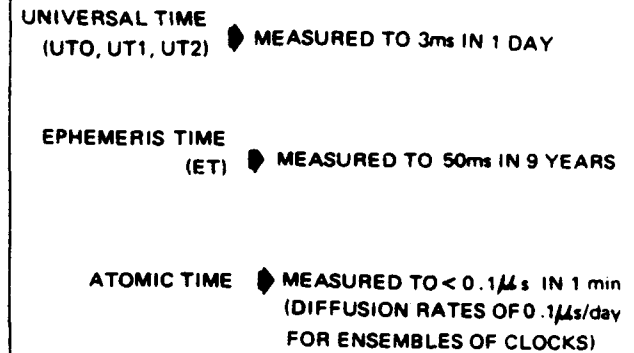 UNIVERSAL TIME
(UTO, UT1, UT2) MEASURED TO 3ms IN 1 DAY
EPHEMERIS TIME
(ET) MEASURED TO 50ms IN 9 YEARS
ATOMIC TIME MEASURED TO < 0.1μs IN 1 min
(DIFFUSION RATES OF 0.1μs/day
FOR ENSEMBLES OF CLOCKS)